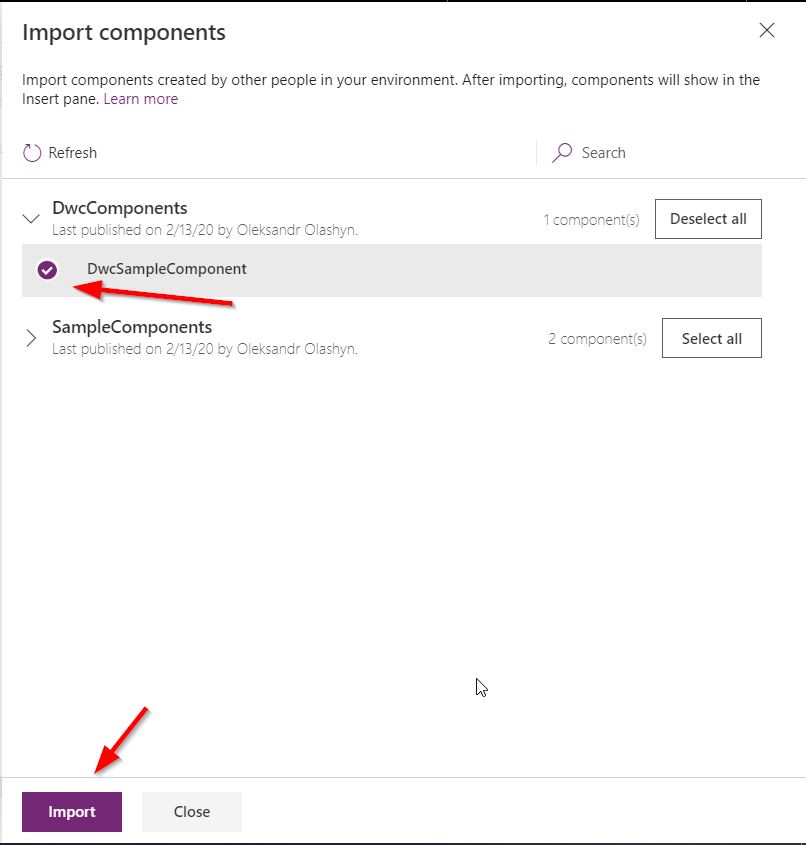 Import components
Import components created by other people in your environment. After importing, components will show in the
Insert pane. Learn more
Refresh
Search
DwcComponents
Last published on 2/13/20 by Oleksandr Olashyn.
1 component(s)
Deselect all
DwcSampleComponent
SampleComponents
Last published on 2/13/20 by Oleksandr Olashyn.
2 component(s)
Select all
Import
Close